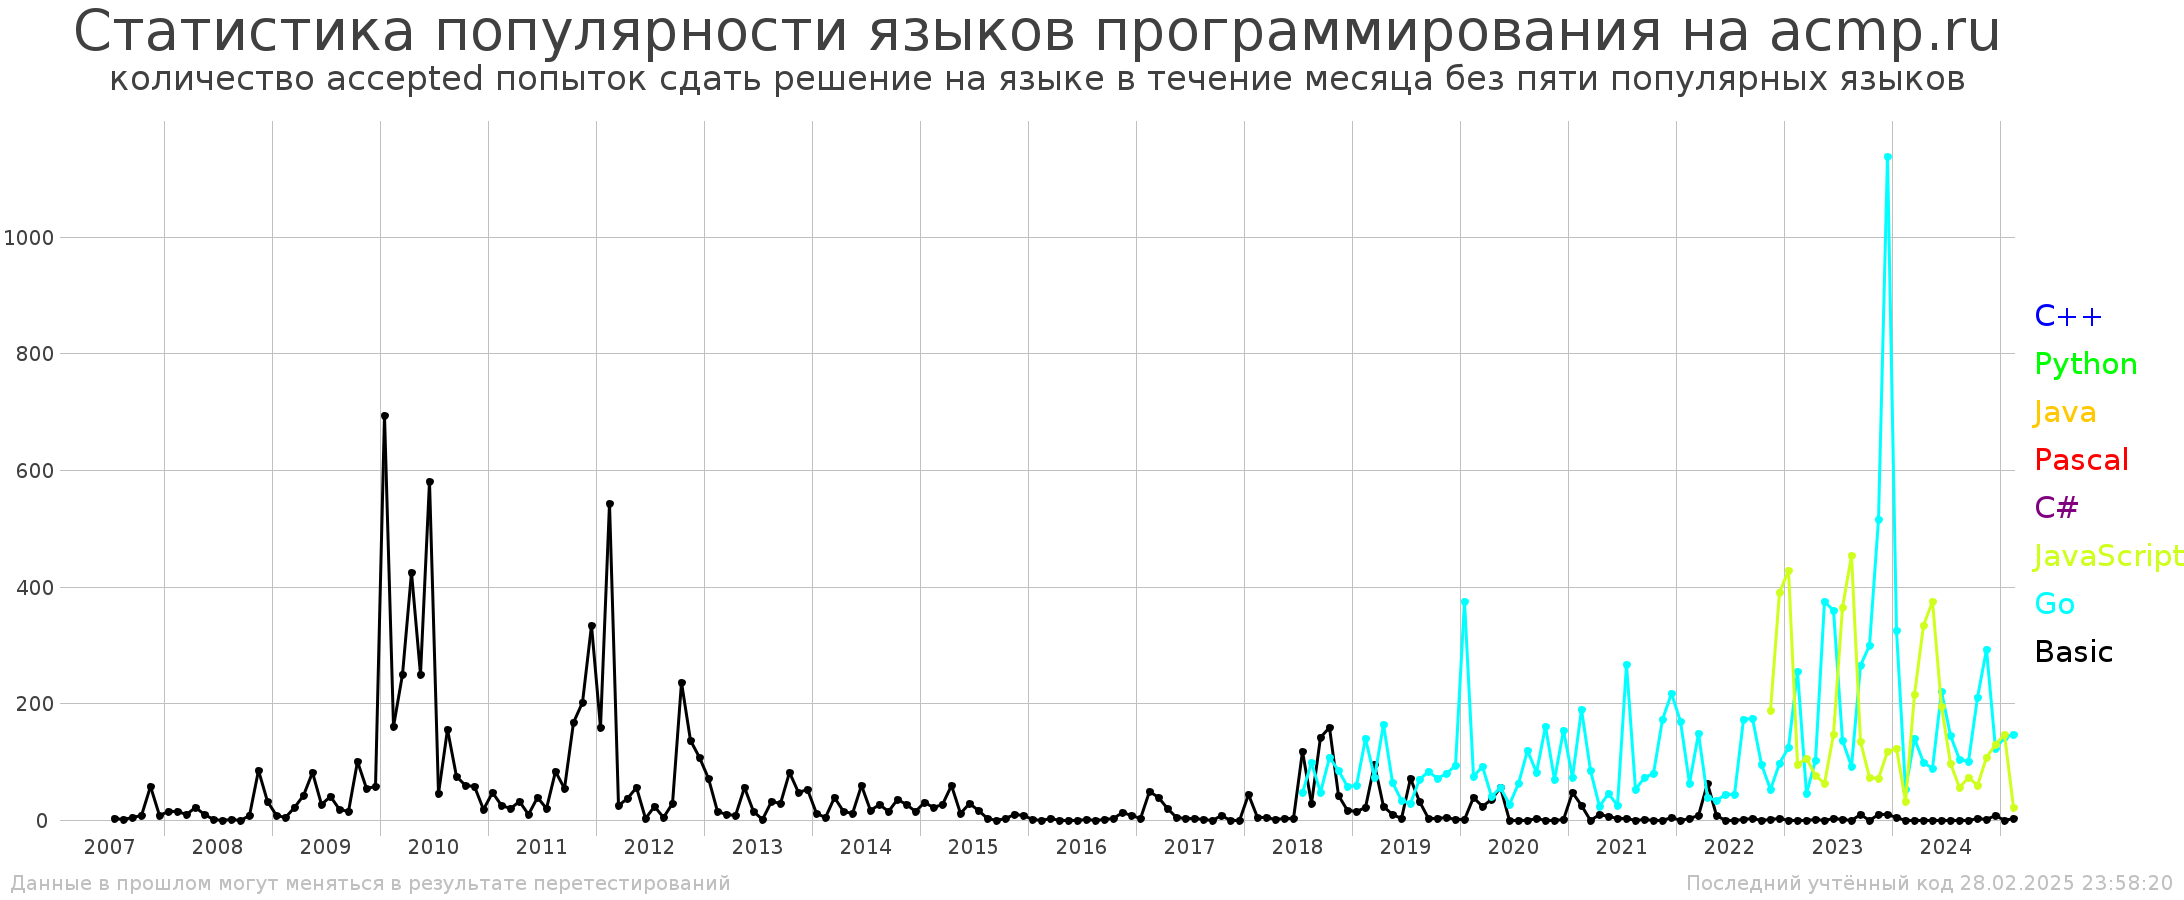 Статистика популярности языков программирования на acmp.ru
количество accepted попыток сдать решение на языке в течение месяца без пяти популярных языков
1000
800
600
400
200
0
C++
Python
Java
Pascal
C#
JavaScript
Go
Basic
2007 2008 2009 2010 2011 2012 2013 2014 2015 2016 2017 2018 2019 2020 2021 2022 2023 2024
Данные в прошлом могут меняться в результате перетестирований
Последний учтённый код 28.02.2025 23:58:20